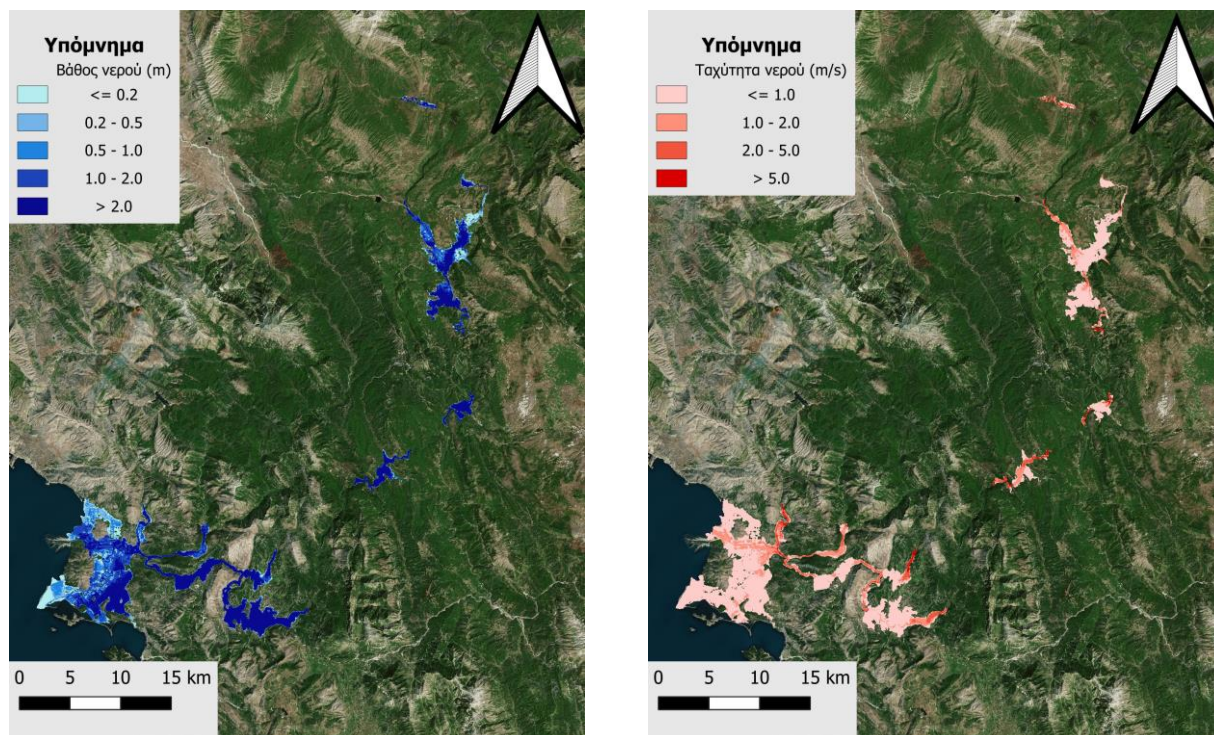 Υπόμνημα
Βάθος νερού (m)
<= 0.2
0.2 - 0.5
0.5 - 1.0
1.0 - 2.0
> 2.0
0 5 10 15 km
Υπόμνημα
Ταχύτητα νερού (m/s)
<= 1.0
1.0 - 2.0
2.0 - 5.0
> 5.0
0 5 10 15 km